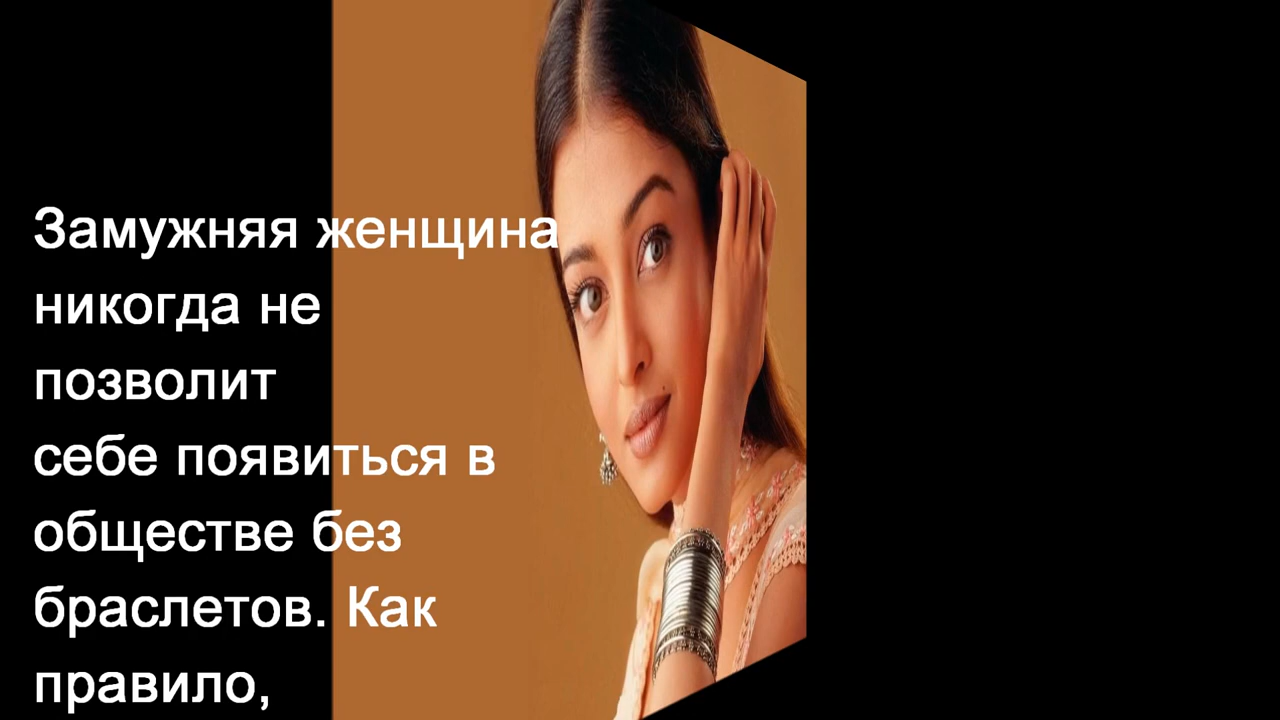 Замужняя женщина
никогда не
позволит
себе появиться в
обществе без
браслетов. Как
правило,